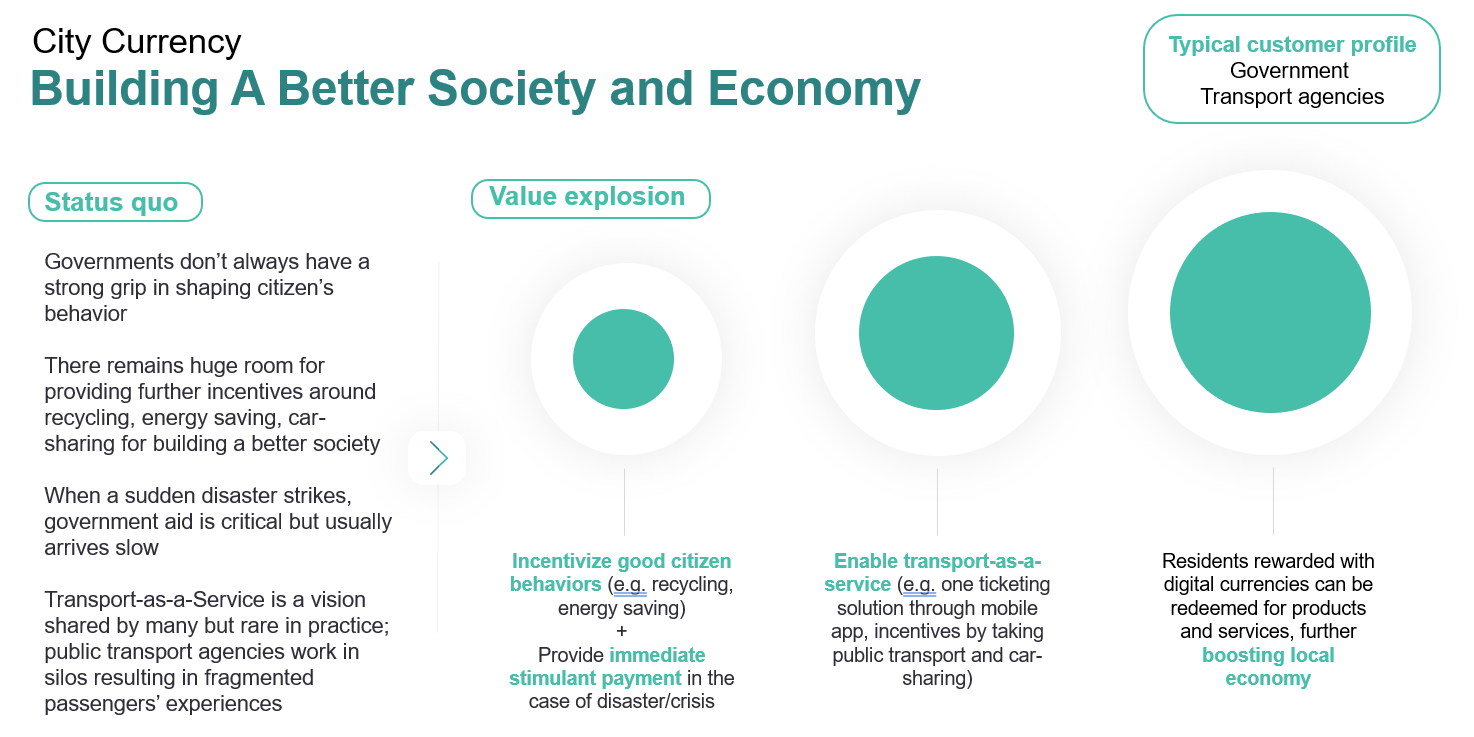 City Currency
Building A Better Society and Economy
Typical customer profile
Government
Transport agencies
Status quo
Governments don’t always have a
strong grip in shaping citizen’s
behavior
There remains huge room for
providing further incentives around
recycling, energy saving, car-
sharing for building a better society
When a sudden disaster strikes,
government aid is critical but usually
arrives slow
Transport-as-a-Service is a vision
shared by many but rare in practice;
public transport agencies work in
silos resulting in fragmented
passengers’ experiences
Value explosion
Incentivize good citizen
behaviors (e.g. recycling,
energy saving)
+
Provide immediate
stimulant payment in the
case of disaster/crisis
Enable transport-as-a-
service (e.g. one ticketing
solution through mobile
app, incentives by taking
public transport and car-
sharing)
Residents rewarded with
digital currencies can be
redeemed for products
and services, further
boosting local
economy